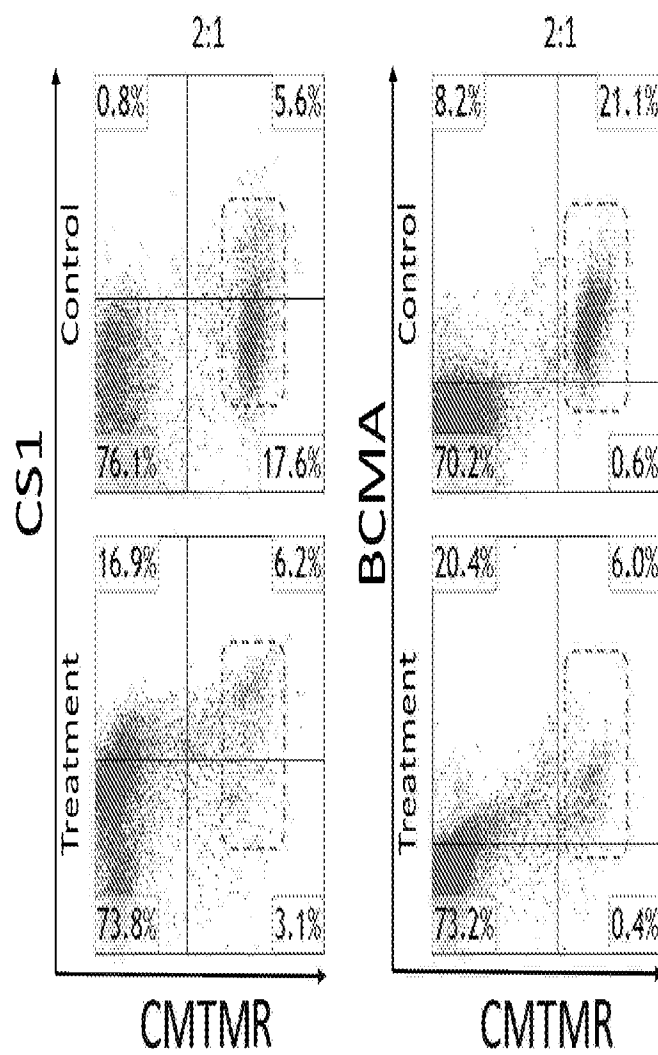 2:1
2:1
0.8% 5.6%
8.2% 21.1%
Control
Control
76.1% 17.6%
70.2% 0.6%
CS1
BCMA
16.9% 6.2%
20.4% 6.0%
Treatment
Treatment
73.8% 3.1%
73.2% 0.4%
CMTMR
CMTMR